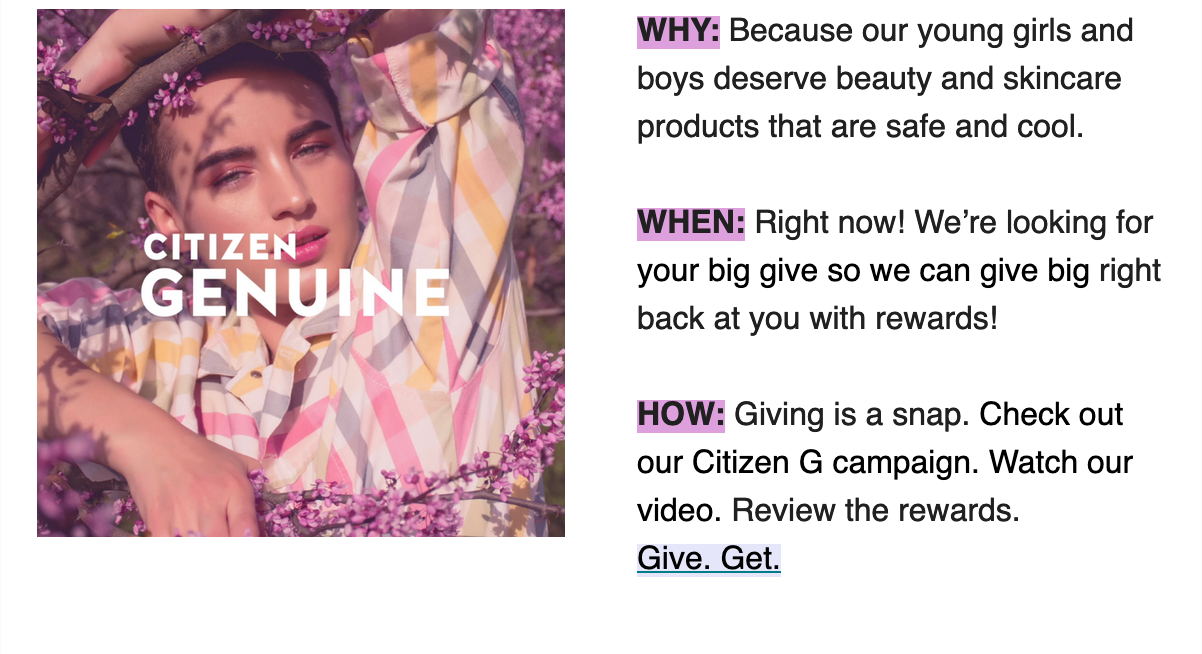 CITIZEN
GENUINE
WHY: Because our young girls and
boys deserve beauty and skincare
products that are safe and cool.
WHEN: Right now! We’re looking for
your big give so we can give big right
back at you with rewards!
HOW: Giving is a snap. Check out
our Citizen G campaign. Watch our
video. Review the rewards.
Give. Get.